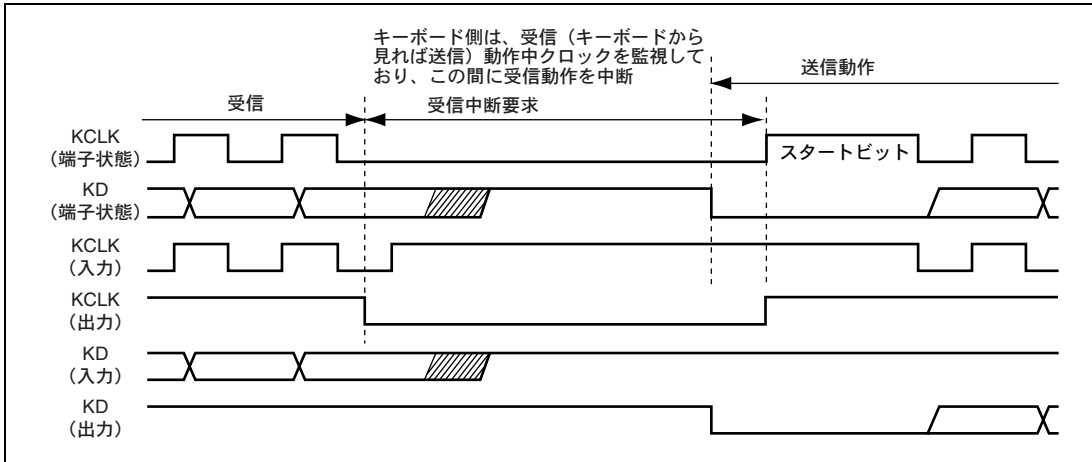 キーボード側は、受信（キーボードから
見れば送信）動作中クロックを監視して
おり、この間に受信動作を中断
送信動作
受信
受信中断要求
KCLK
（端子状態）
スタートビット
KD
（端子状態）
KCLK
（入力）
KCLK
（出力）
KD
（入力）
KD
（出力）